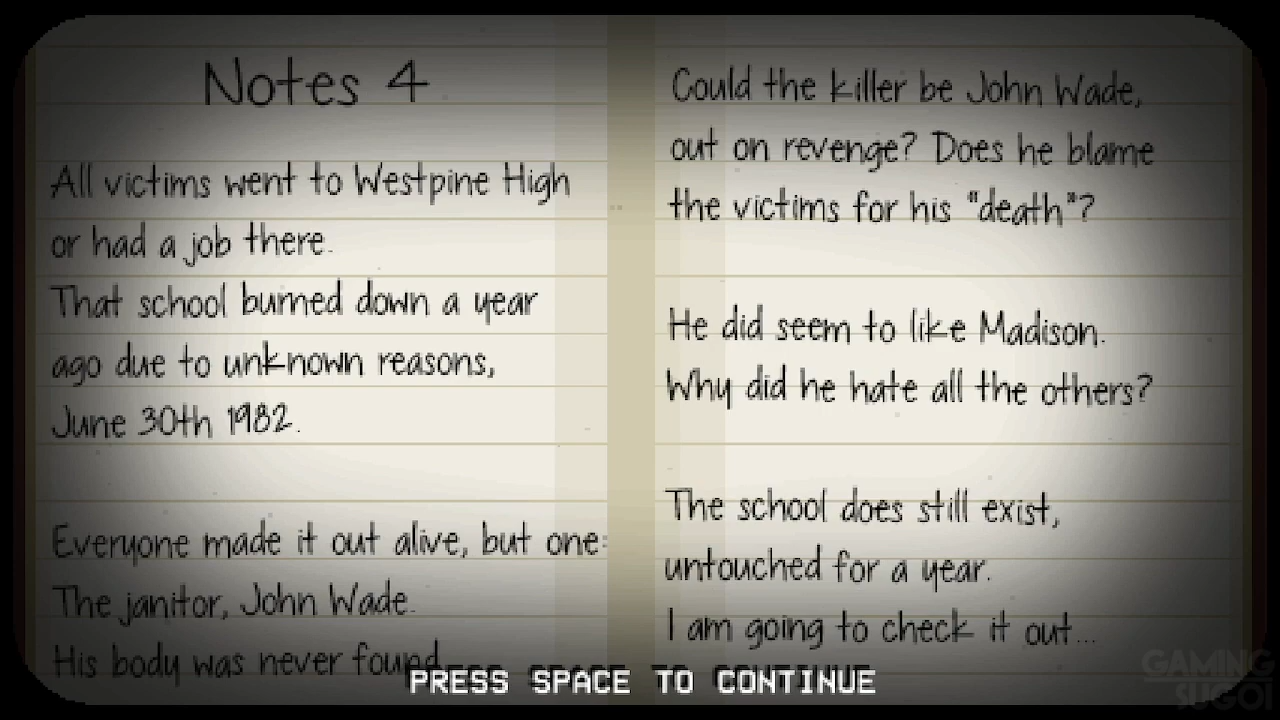 Notes 4
All victims went to Westpine High
or had a job there.
That school burned down a year
ago due to unknown reasons,
June 30th 1982.
Everyone made it out alive, but one:
The janitor, John Wade.
His body was never found
Could the killer be John Wade,
out on revenge? Does he blame
the victims for his "death"?
He did seem to like Madison.
Why did he hate all the others?
The school does still exist,
untouched for a year.
I am going to check it out...
PRESS SPACE TO CONTINUE
GAMING
SUGOI